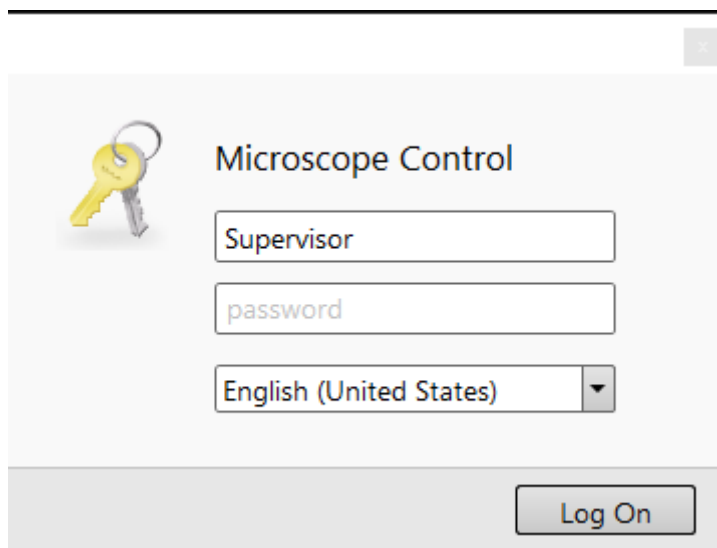 x
Microscope Control
Supervisor
password
English (United States)
Log On